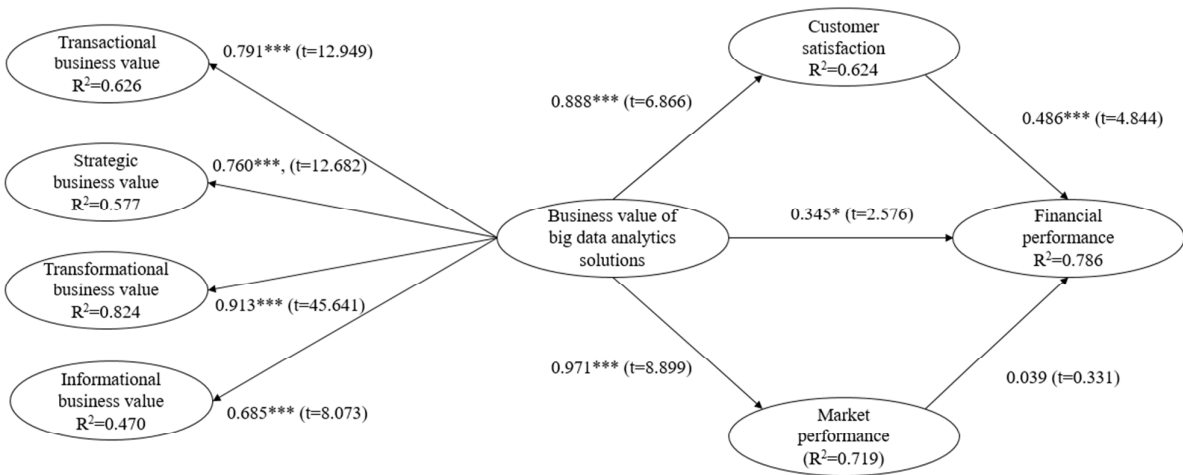 Transactional
business value
R²=0.626
0.791*** (t=12.949)
Strategic
business value
R²=0.577
0.760***, (t=12.682)
Transformational
business value
R²=0.824
0.913*** (t=45.641)
Informational
business value
R²=0.470
0.685*** (t=8.073)
Business value of
big data analytics
solutions
0.888*** (t=6.866)
Customer
satisfaction
R²=0.624
0.486*** (t=4.844)
0.345* (t=2.576)
Financial
performance
R²=0.786
0.971*** (t=8.899)
Market
performance
(R²=0.719)
0.039 (t=0.331)